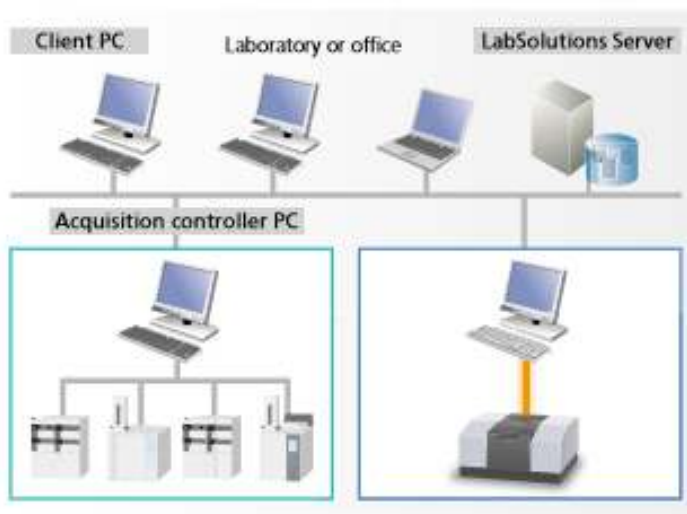 Client PC
Laboratory or office
LabSolutions Server
Acquisition controller PC